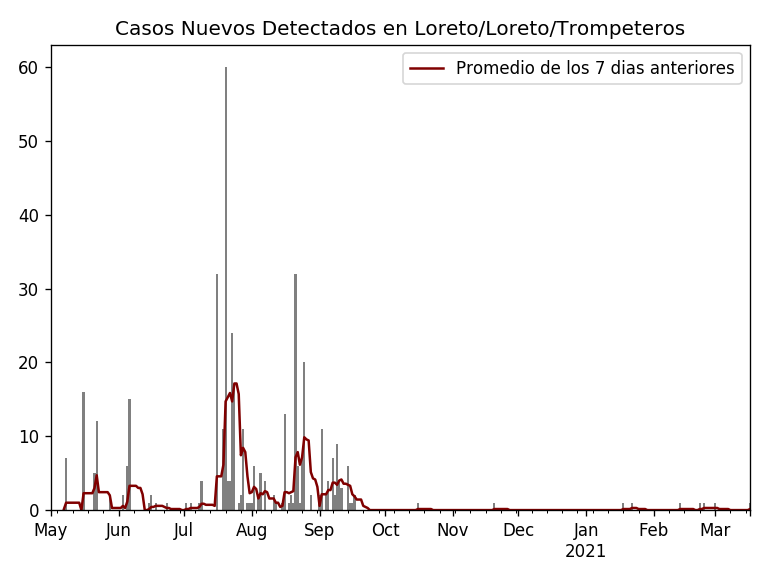 Casos Nuevos Detectados en Loreto/Loreto/Trompeteros
Promedio de los 7 dias anteriores
60
50
40
30
20
10
0
May Jun Jul Aug Sep Oct Nov Dec Jan Feb Mar
2021